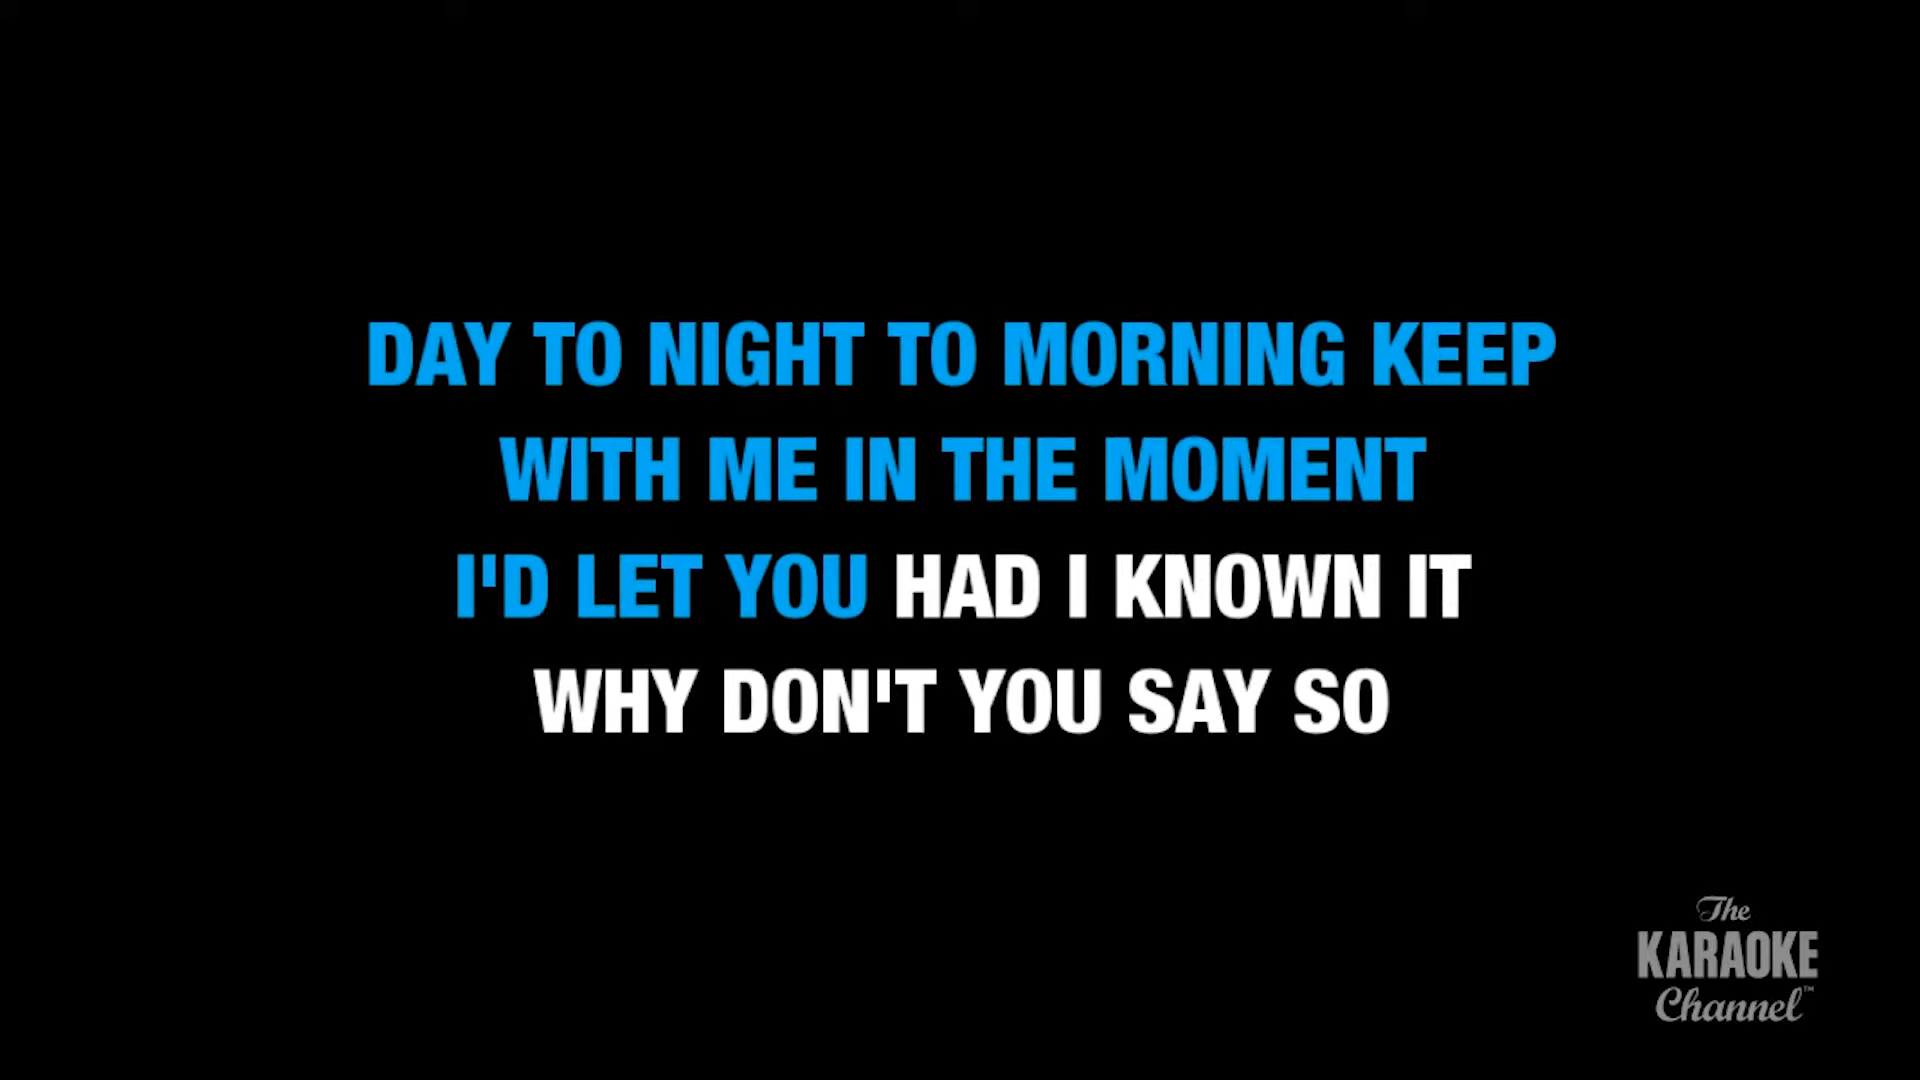 DAY TO NIGHT TO MORNING KEEP
WITH ME IN THE MOMENT
I'D LET YOU HAD I KNOWN IT
WHY DON'T YOU SAY SO
The
KARAOKE
Channel™